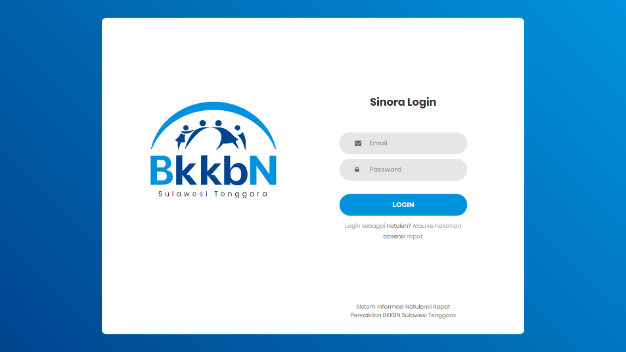 Sinora Login
Email
Password
LOGIN
Login sebagai notulen? Atau ke halaman
absensi rapat.
BkkbN
Sulawesi Tenggara
Sistem Informasi Notulensi Rapat
Perwakilan BKKBN Sulawesi Tenggara